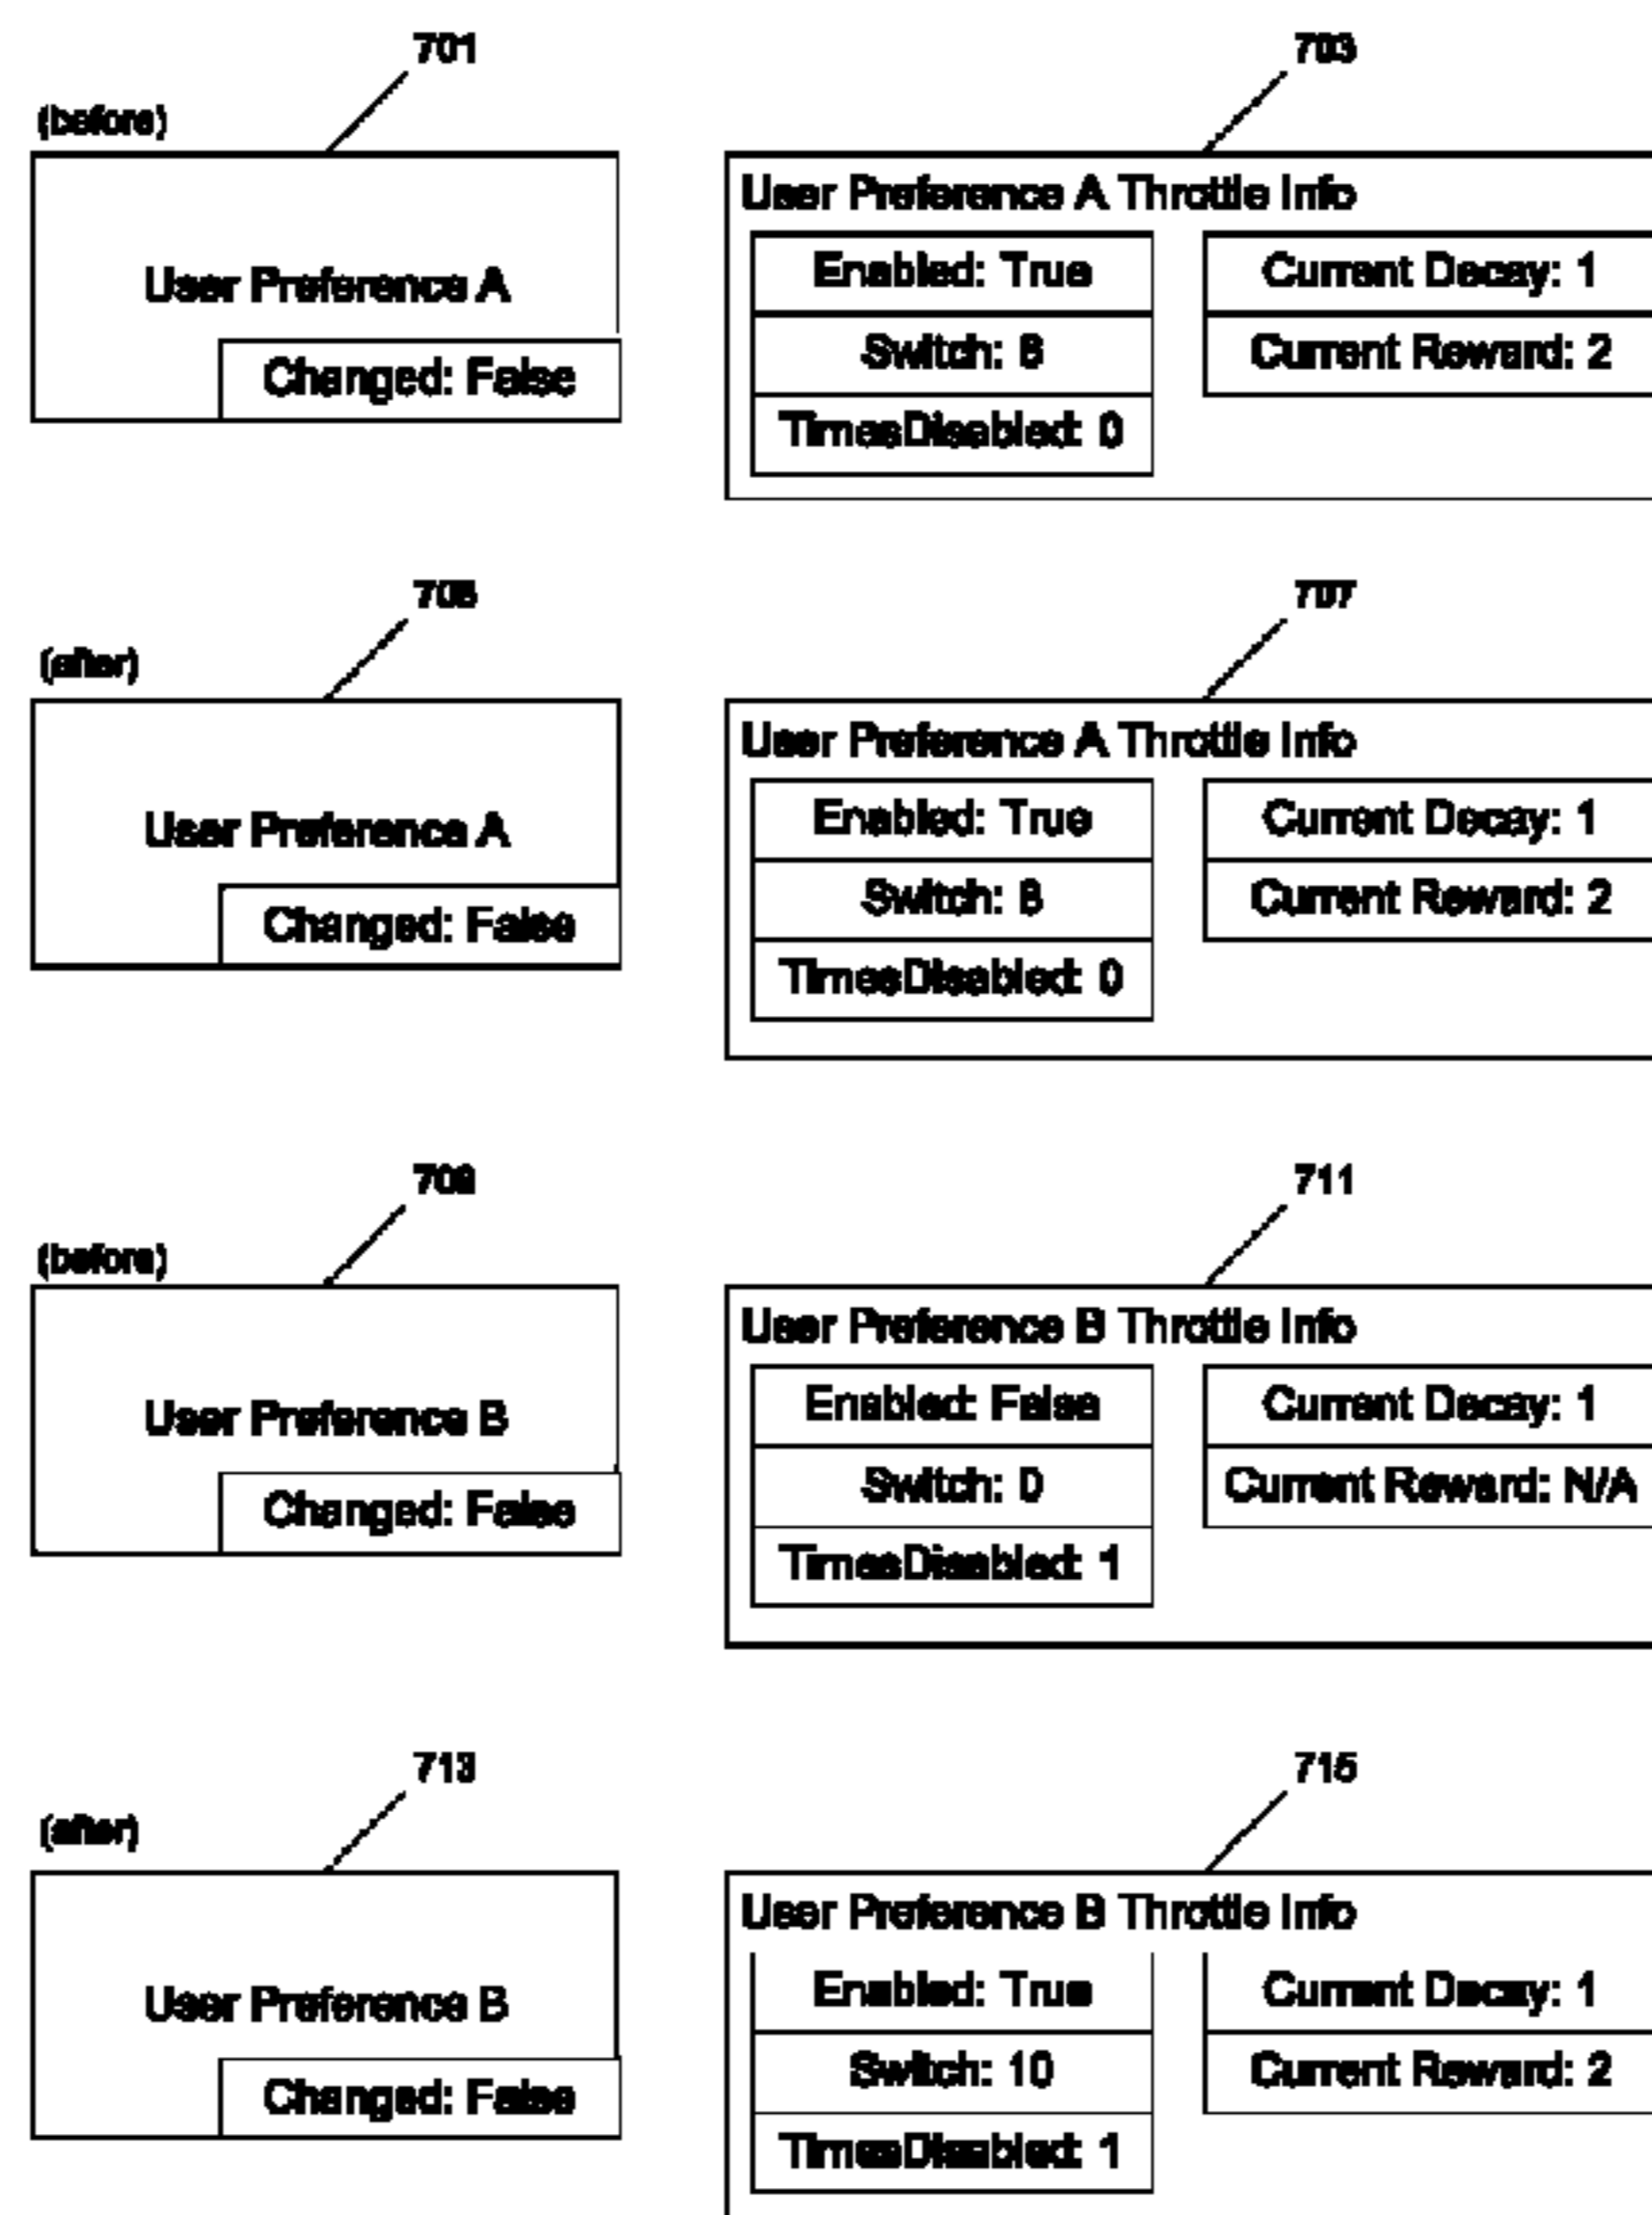 701
703
(before)
User Preference A
Changed: False
User Preference A Throttle Info
Enabled: True
Switch:
TimesDisabled: 0
Current Decay: 1
Current Reward: 2
705
707
(after)
User Preference A
Changed: False
User Preference A Throttle Info
Enabled: True
Switch:
TimesDisabled: 0
Current Decay: 1
Current Reward: 2
709
711
(before)
User Preference B
Changed: False
User Preference B Throttle Info
Enabled: False
Switch: 0
TimesDisabled: 1
Current Decay: 1
Current Reward: N/A
713
715
(after)
User Preference B
Changed: False
User Preference B Throttle Info
Enabled: True
Switch: 10
TimesDisabled: 1
Current Decay: 1
Current Reward: 2